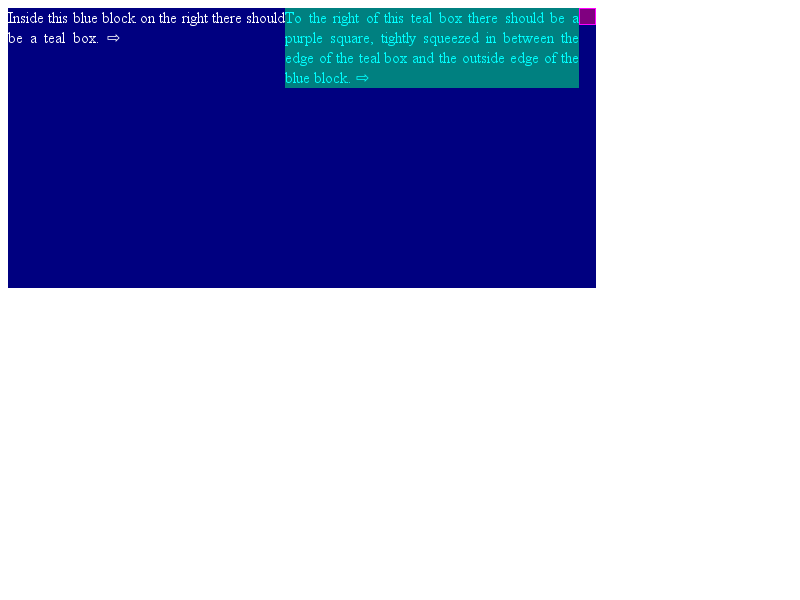 Inside this blue block on the right there should
be a teal box. ⇨
To the right of this teal box there should be a
purple square, tightly squeezed in between the
edge of the teal box and the outside edge of the
blue block. ⇨